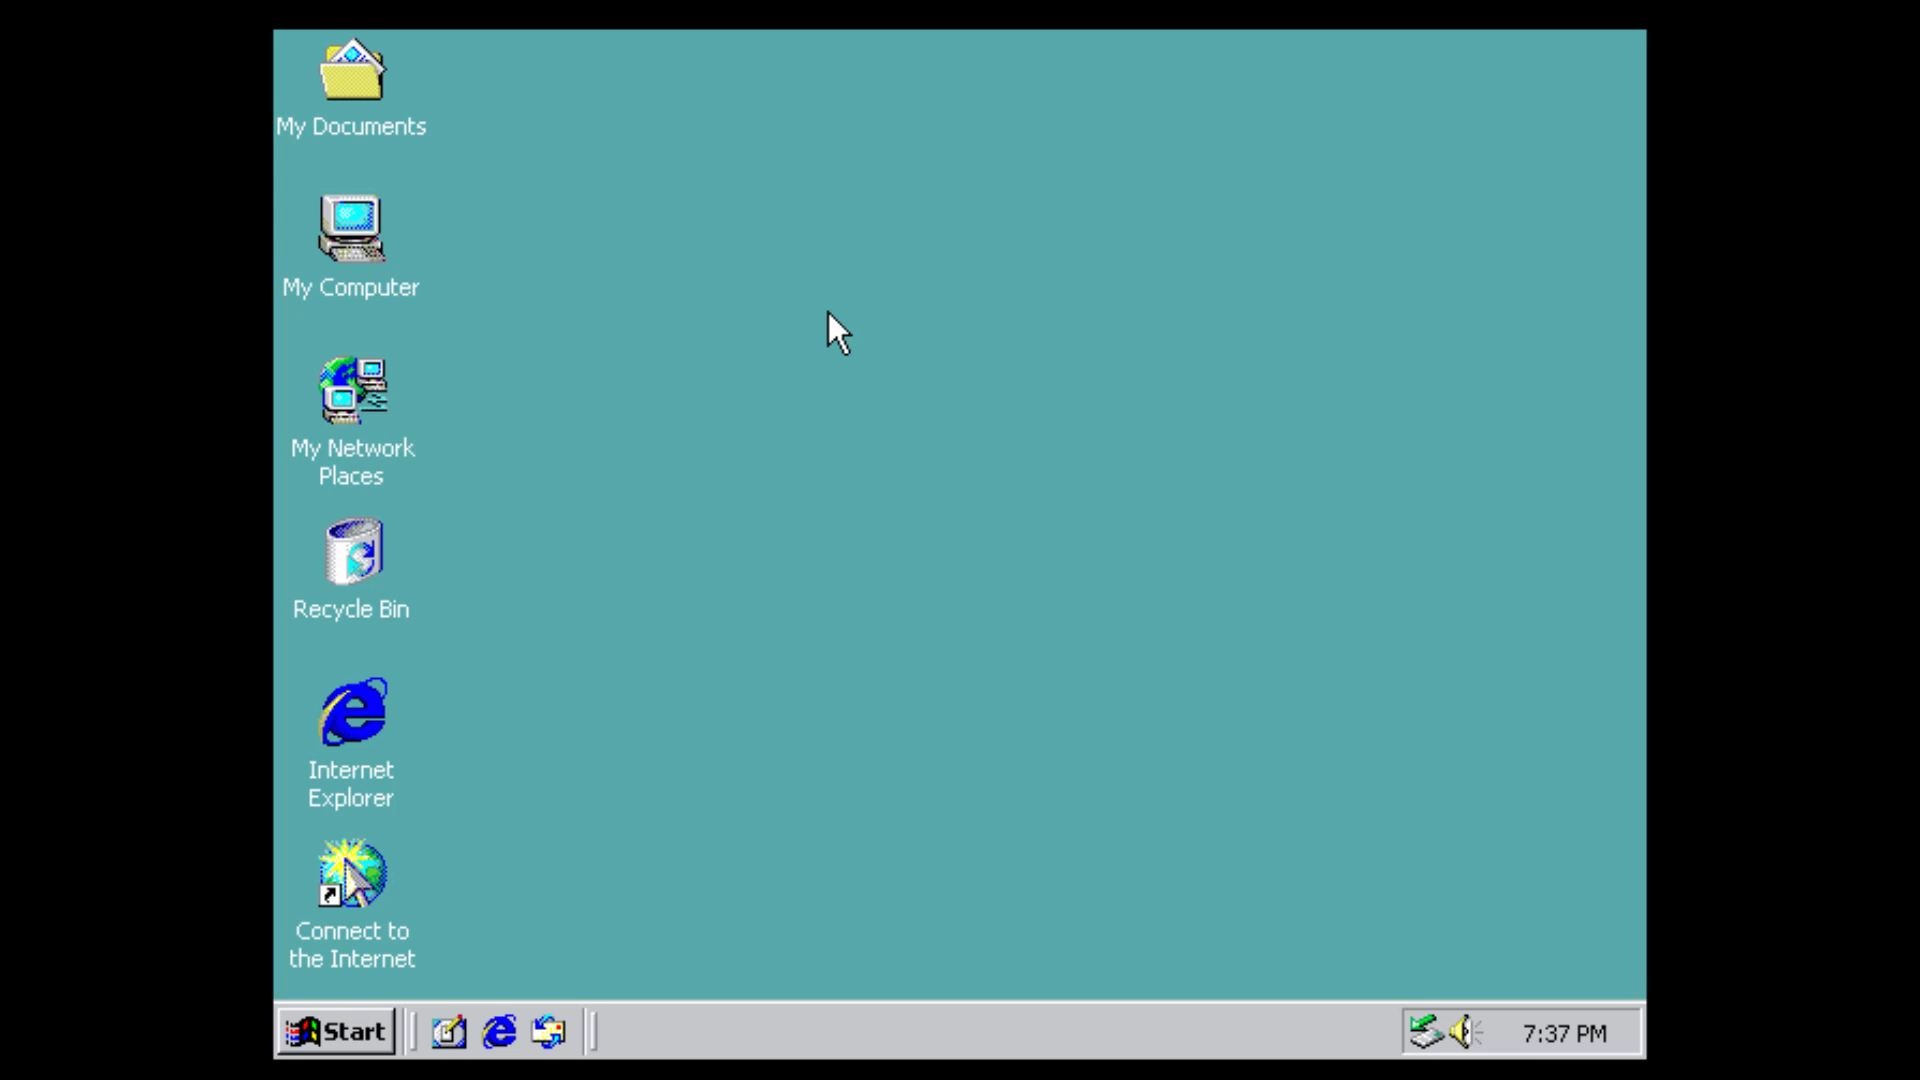 My Documents
My Computer
My Network
Places
Recycle Bin
Internet
Explorer
Connect to
the Internet
Start
7:37 PM